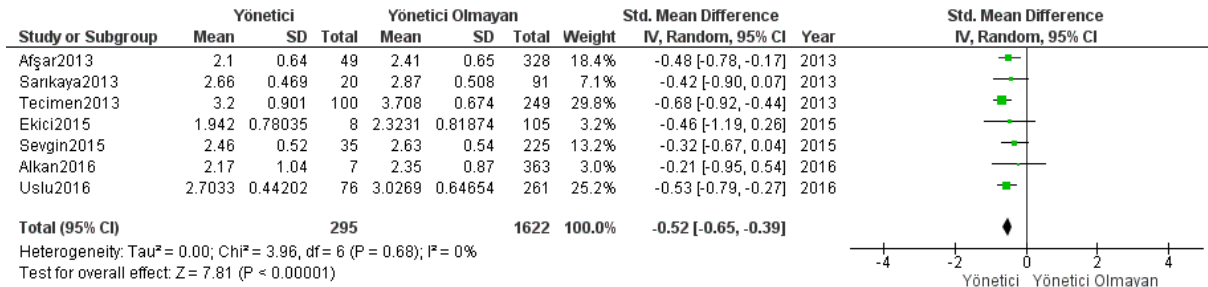 Yönetici Yönetici Olmayan Std. Mean Difference Std. Mean Difference
Study or Subgroup Mean SD Total Mean SD Total Weight IV, Random, 95% CI Year IV, Random, 95% CI
Afşar2013 2.1 0.64 49 2.41 0.65 328 18.4% -0.48 [-0.78, -0.17] 2013
Sarıkaya2013 2.66 0.469 20 2.87 0.508 91 7.1% -0.42 [-0.90, 0.07] 2013
Tecimen2013 3.2 0.901 100 3.708 0.674 249 29.8% -0.68 [-0.92, -0.44] 2013
Ekici2015 1.942 0.78035 8 2.3231 0.81874 105 3.2% -0.46 [-1.19, 0.26] 2015
Sevgin2015 2.46 0.52 35 2.63 0.54 225 13.2% -0.32 [-0.67, 0.04] 2015
Alkan2016 2.17 1.04 7 2.35 0.87 363 3.0% -0.21 [-0.95, 0.54] 2016
Uslu2016 2.7033 0.44202 76 3.0269 0.64654 261 25.2% -0.53 [-0.79, -0.27] 2016
Total (95% CI) 295 1622 100.0% -0.52 [-0.65, -0.39]
Heterogeneity: Tau² = 0.00; Chi² = 3.96, df = 6 (P = 0.68); I² = 0%
Test for overall effect: Z = 7.81 (P < 0.00001)
-4 -2 0 2 4
Yönetici Yönetici Olmayan